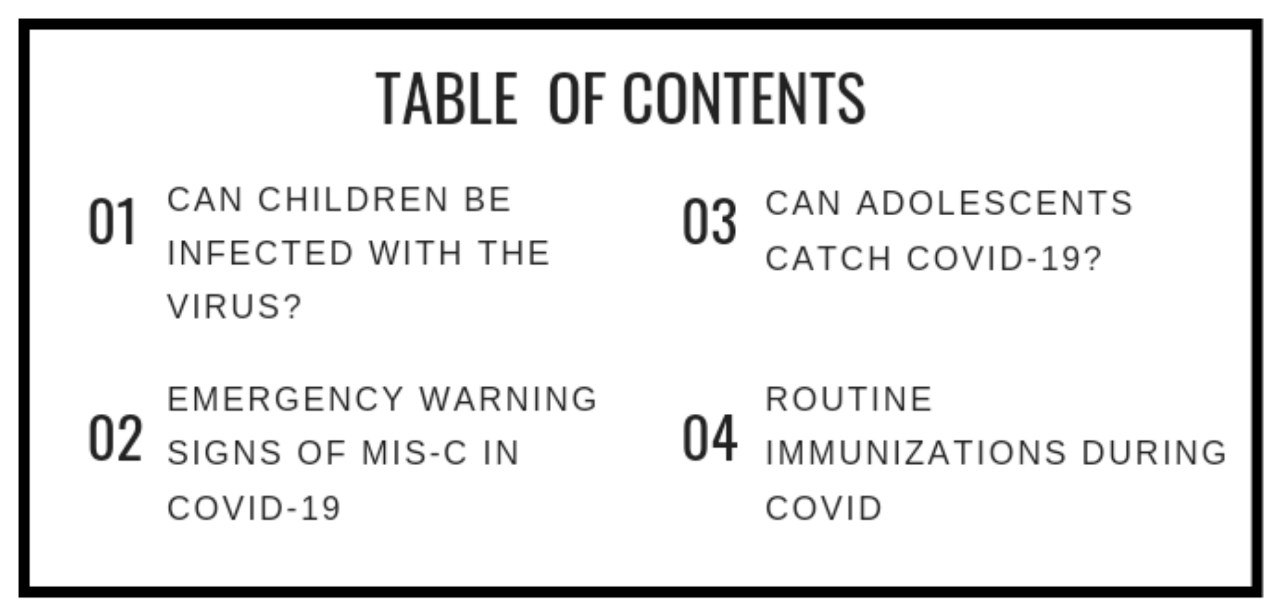 TABLE OF CONTENTS
01
CAN CHILDREN BE
INFECTED WITH THE
VIRUS?
02
EMERGENCY WARNING
SIGNS OF MIS-C IN
COVID-19
03
CAN ADOLESCENTS
CATCH COVID-19?
04
ROUTINE
IMMUNIZATIONS DURING
COVID